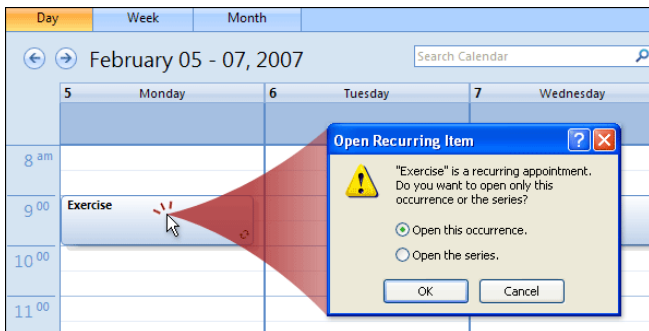 Day Week Month
February 05 - 07, 2007
Search Calendar
5 Monday 6 Tuesday 7 Wednesday
8 am
9 00
10 00
11 00
Exercise
Open Recurring Item
"Exercise" is a recurring appointment.
Do you want to open only this
occurrence or the series?
Open this occurrence.
Open the series.
OK Cancel